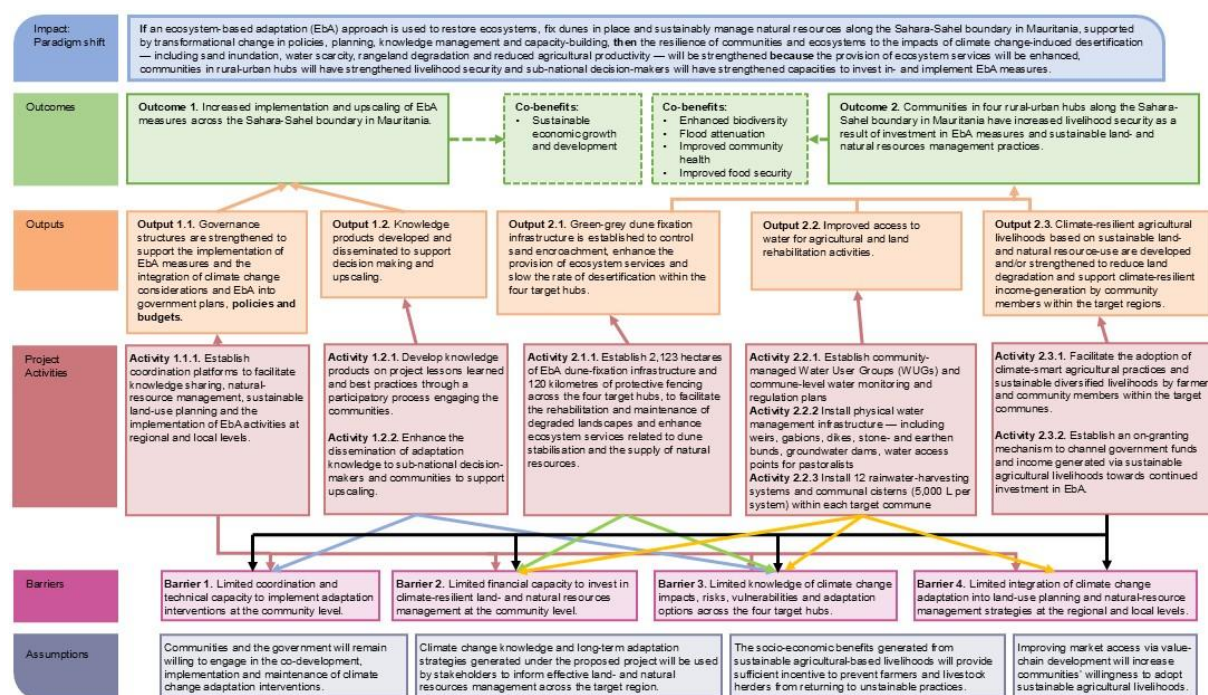 Impact:
Paradigm shift
If an ecosystem-based adaptation (EbA) approach is used to restore ecosystems, fix dunes in place and sustainably manage natural resources along the Sahara-Sahel boundary in Mauritania, supported
by transformational change in policies, planning, knowledge management and capacity-building, then the resilience of communities and ecosystems to the impacts of climate change-induced desertification
— including sand inundation, water scarcity, rangeland degradation and reduced agricultural productivity — will be strengthened because the provision of ecosystem services will be enhanced,
communities in rural-urban hubs will have strengthened livelihood security and sub-national decision-makers will have strengthened capacities to invest in- and implement EbA measures.
Outcomes
Outcome 1. Increased implementation and upscaling of EbA
measures across the Sahara-Sahel boundary in Mauritania.
Co-benefits:
• Sustainable
economic growth
and development
Co-benefits:
• Enhanced biodiversity
• Flood attenuation
• Improved community
health
• Improved food security
Outcome 2. Communities in four rural-urban hubs along the Sahara-
Sahel boundary in Mauritania have increased livelihood security as a
result of investment in EbA measures and sustainable land- and
natural resources management practices.
Outputs
Output 1.1. Governance
structures are strengthened to
support the implementation of
EbA measures and the
integration of climate change
considerations and EbA into
government plans, policies and
budgets.
Output 1.2. Knowledge
products developed and
disseminated to support
decision making and
upscaling.
Output 2.1. Green-grey dune fixation
infrastructure is established to control
sand encroachment, enhance the
provision of ecosystem services and
slow the rate of desertification within the
four target hubs.
Output 2.2. Improved access to
water for agricultural and land
rehabilitation activities.
Output 2.3. Climate-resilient agricultural
livelihoods based on sustainable land-
and natural resource-use are developed
and/or strengthened to reduce land
degradation and support climate-resilient
income-generation by community
members within the target regions.
Project
Activities
Activity 1.1.1. Establish
coordination platforms to facilitate
knowledge sharing, natural-
resource management, sustainable
land-use planning and the
implementation of EbA activities at
regional and local levels.
Activity 1.2.1. Develop knowledge
products on project lessons learned
and best practices through a
participatory process engaging the
communities.
Activity 1.2.2. Enhance the
dissemination of adaptation
knowledge to sub-national decision-
makers and communities to support
upscaling.
Activity 2.1.1. Establish 2,123 hectares
of EbA dune-fixation infrastructure and
120 kilometres of protective fencing
across the four target hubs, to facilitate
the rehabilitation and maintenance of
degraded landscapes and enhance
ecosystem services related to dune
stabilisation and the supply of natural
resources.
Activity 2.2.1. Establish community-
managed Water User Groups (WUGs) and
commune-level water monitoring and
regulation plans
Activity 2.2.2 Install physical water
management infrastructure — including
weirs, gabions, dikes, stone- and earthen
bunds, groundwater dams, water access
points for pastoralists
Activity 2.2.3 Install 12 rainwater-harvesting
systems and communal cisterns (5,000 L per
system) within each target commune
Activity 2.3.1. Facilitate the adoption of
climate-smart agricultural practices and
sustainable diversified livelihoods by farmer
and community members within the target
communes.
Activity 2.3.2. Establish an on-granting
mechanism to channel government funds
and income generated via sustainable
agricultural livelihoods towards continued
investment in EbA.
Barriers
Barrier 1. Limited coordination and
technical capacity to implement adaptation
interventions at the community level.
Barrier 2. Limited financial capacity to invest in
climate-resilient land- and natural resources
management at the community level.
Barrier 3. Limited knowledge of climate change
impacts, risks, vulnerabilities and adaptation
options across the four target hubs.
Barrier 4. Limited integration of climate change
adaptation into land-use planning and natural-resource
management strategies at the regional and local levels.
Assumptions
Communities and the government will remain
willing to engage in the co-development,
implementation and maintenance of
climate change adaptation interventions.
Climate change knowledge and long-term adaptation
strategies generated under the proposed project will be used
by stakeholders to inform effective land- and natural
resources management across the target region.
The socio-economic benefits generated from
sustainable agricultural-based livelihoods will provide
sufficient incentive to prevent farmers and livestock
herders from returning to unstainable practices.
Improving market access via value-
chain development will increase
communities' willingness to adopt
sustainable agricultural livelihoods.